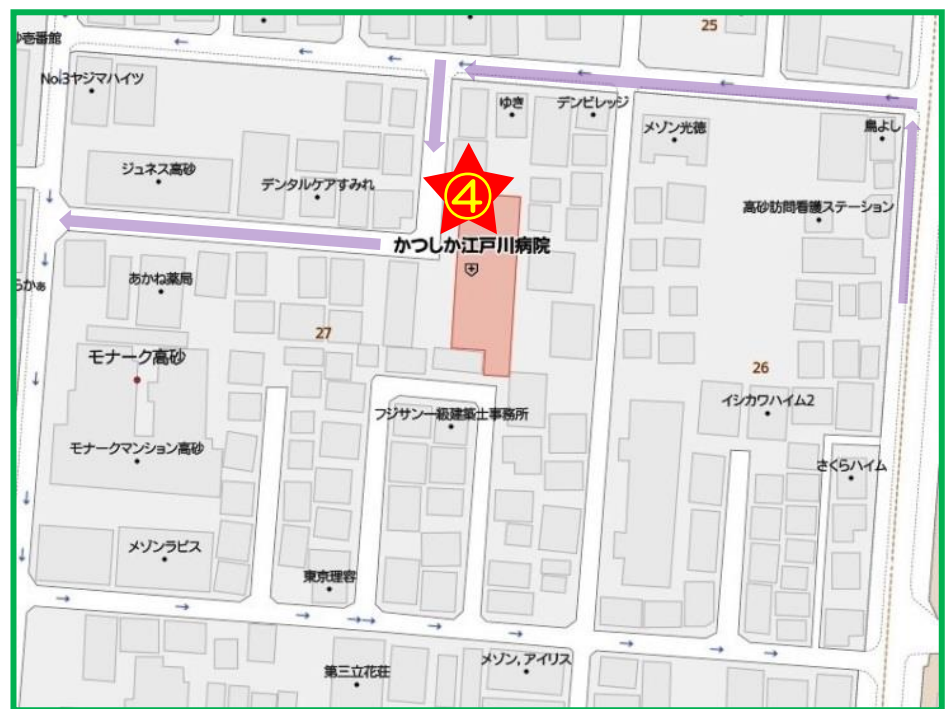 25
壱番館
No.3ヤジマハイツ
ゆき
デンビレッジ
メゾン光徳
鳥よし
ジュネス高砂
デンタルケアすみれ
④
高砂訪問看護ステーション
かつしか江戸川病院
あかね薬局
らかぁ
27
モナーク高砂
26
イシカワハイム2
フジサン一級建築士事務所
モナークマンション高砂
さくらハイム
メゾンラピス
東京理容
メゾン,アイリス
第三立花荘